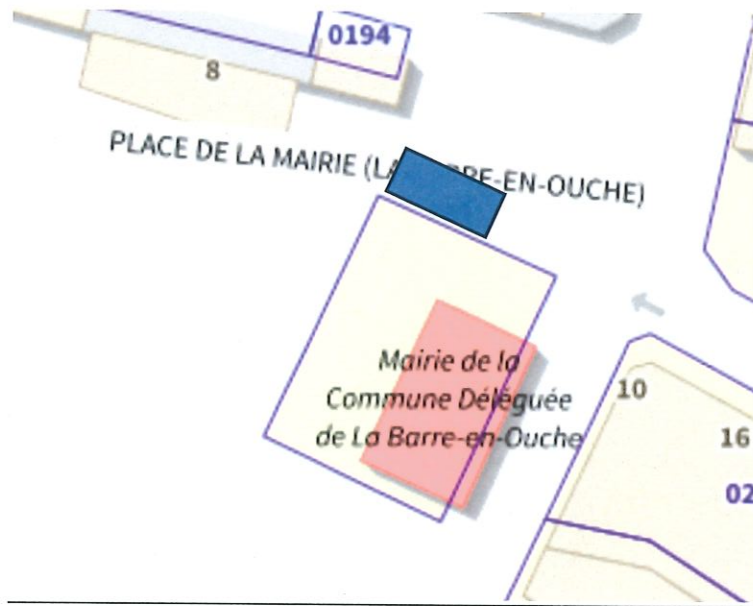 0194
8
PLACE DE LA MAIRIE (LA RRE-EN-OUCHE)
Mairie de la
Commune Déléguée
de La Barre-en-Ouche
10
16
02